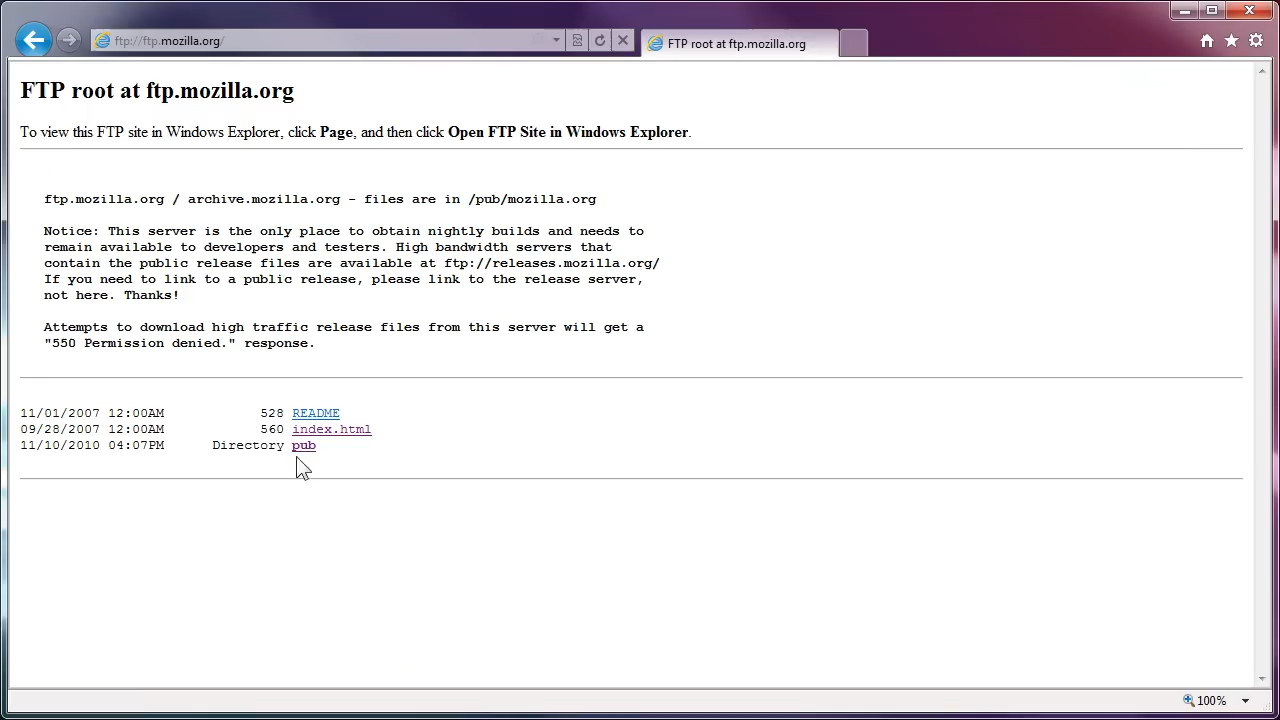 ftp://ftp.mozilla.org/
FTP root at ftp.mozilla.org
FTP root at ftp.mozilla.org
To view this FTP site in Windows Explorer, click Page, and then click Open FTP Site in Windows Explorer.
ftp.mozilla.org / archive.mozilla.org - files are in /pub/mozilla.org
Notice: This server is the only place to obtain nightly builds and needs to
remain available to developers and testers. High bandwidth servers that
contain the public release files are available at ftp://releases.mozilla.org/
If you need to link to a public release, please link to the release server,
not here. Thanks!
Attempts to download high traffic release files from this server will get a
"550 Permission denied." response.
11/01/2007 12:00AM 528 README
09/28/2007 12:00AM 560 index.html
11/10/2010 04:07PM Directory pub
100%